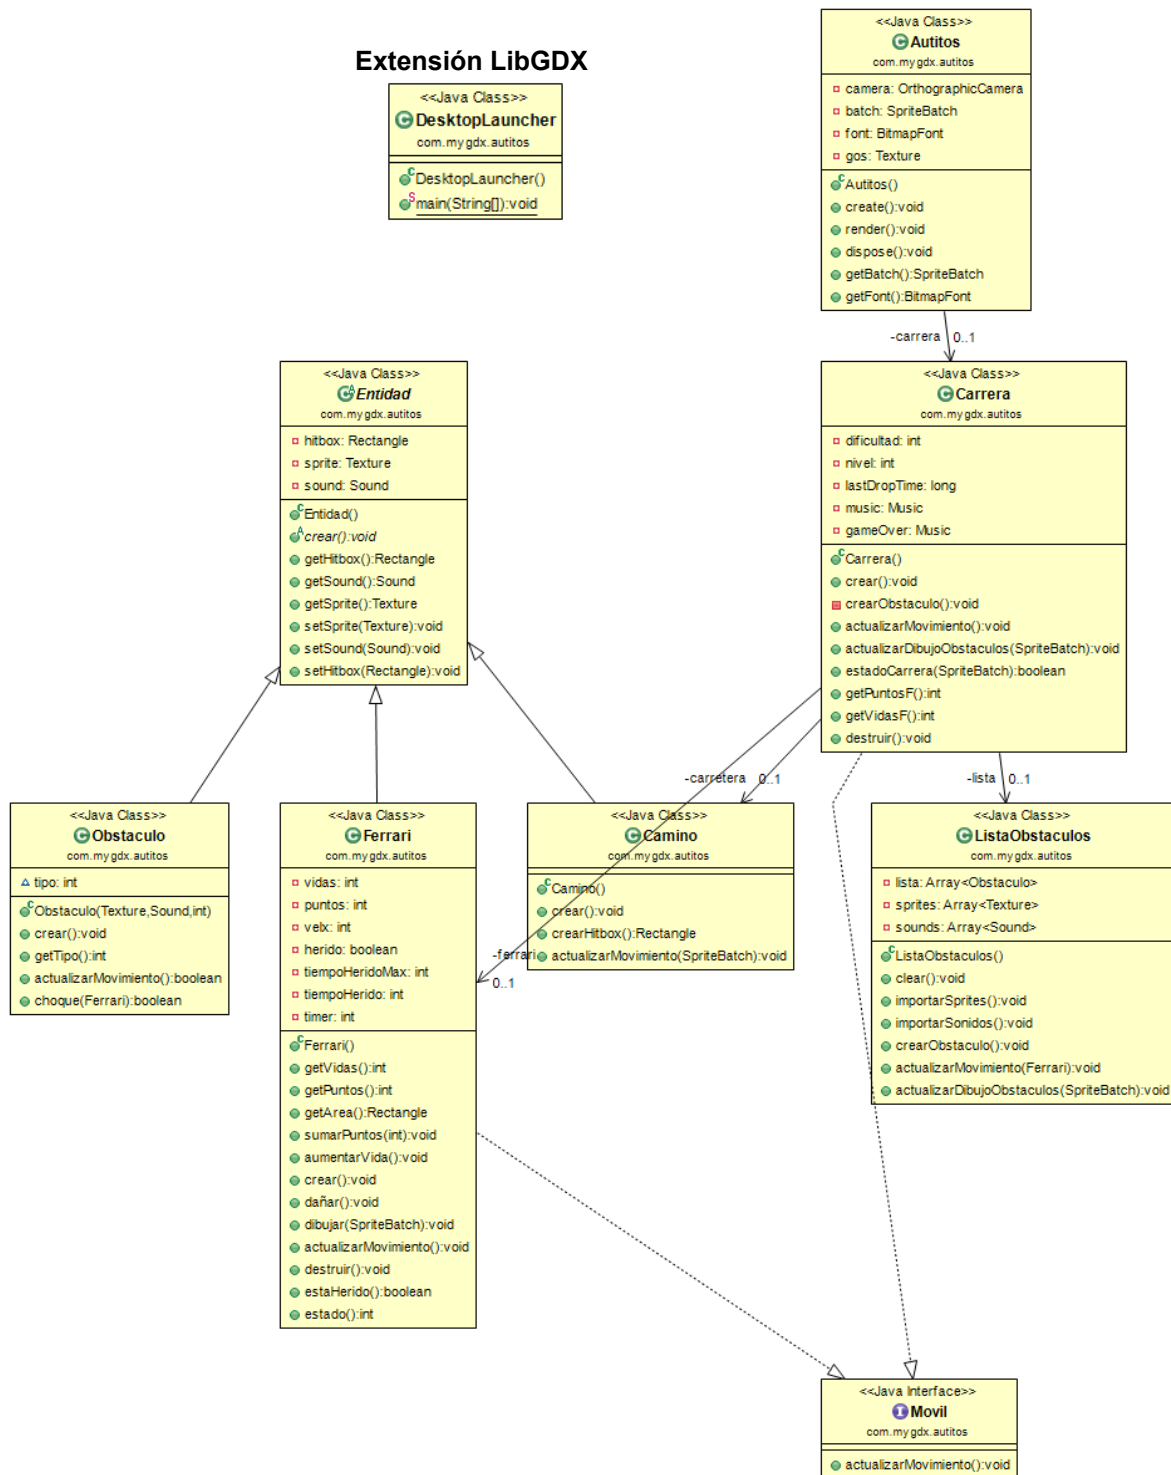 Extensión LibGDX
<<Java Class>>
DesktopLauncher
com.mygdx.autitos
DesktopLauncher()
main(String[]):void
<<Java Class>>
Autitos
com.mygdx.autitos
camera: OrthographicCamera
batch: SpriteBatch
font: BitmapFont
gos: Texture
Autitos()
create():void
render():void
dispose():void
getBatch():SpriteBatch
getFont():BitmapFont
-carrera 0..1
<<Java Class>>
Entidad
com.mygdx.autitos
hitbox: Rectangle
sprite: Texture
sound: Sound
Entidad()
crear():void
getHitbox():Rectangle
getSound():Sound
getSprite():Texture
setSprite(Texture):void
setSound(Sound):void
setHitbox(Rectangle):void
<<Java Class>>
Carrera
com.mygdx.autitos
dificultad: int
nivel: int
lastDropTime: long
music: Music
gameOver: Music
Carrera()
crear():void
crearObstaculo():void
actualizarMovimiento():void
actualizarDibujoObstaculos(SpriteBatch):void
estadoCarrera(SpriteBatch):boolean
getPuntosF():int
getVidasF():int
destruir():void
-carretera 0..1
-lista 0..1
<<Java Class>>
Obstaculo
com.mygdx.autitos
tipo: int
Obstaculo(Texture,Sound,int)
crear():void
getTipo():int
actualizarMovimiento():boolean
choque(Ferrari):boolean
<<Java Class>>
Ferrari
com.mygdx.autitos
vidas: int
puntos: int
velx: int
herido: boolean
tiempoHeridoMax: int
tiempoHerido: int
timer: int
Ferrari()
getVidas():int
getPuntos():int
getArea():Rectangle
sumarPuntos(int):void
aumentarVida():void
crear():void
dañar():void
dibujar(SpriteBatch):void
actualizarMovimiento():void
destruir():void
estaHerido():boolean
estado():int
-ferrari
0..1
<<Java Class>>
Camino
com.mygdx.autitos
Camino()
crear():void
crearHitbox():Rectangle
actualizarMovimiento(SpriteBatch):void
<<Java Class>>
ListaObstaculos
com.mygdx.autitos
lista: Array<Obstaculo>
sprites: Array<Texture>
sounds: Array<Sound>
ListaObstaculos()
clear():void
importarSprites():void
importarSonidos():void
crearObstaculo():void
actualizarMovimiento(Ferrari):void
actualizarDibujoObstaculos(SpriteBatch):void
<<Java Interface>>
Movil
com.mygdx.autitos
actualizarMovimiento():void